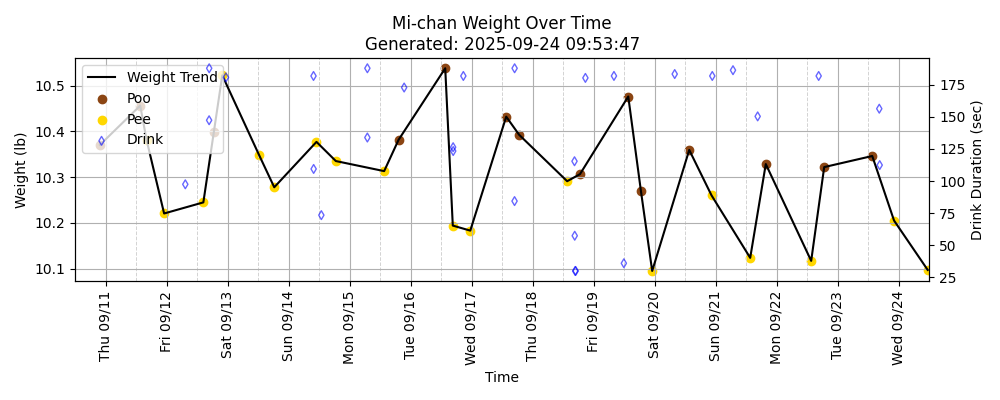 Mi-chan Weight Over Time
Generated: 2025-09-24 09:53:47
Weight Trend
Poo
Pee
Drink
Weight (lb)
10.5
10.4
10.3
10.2
10.1
Drink Duration (sec)
175
150
125
100
75
50
25
Thu 09/11
Fri 09/12
Sat 09/13
Sun 09/14
Mon 09/15
Tue 09/16
Wed 09/17
Thu 09/18
Fri 09/19
Sat 09/20
Sun 09/21
Mon 09/22
Tue 09/23
Wed 09/24
Time